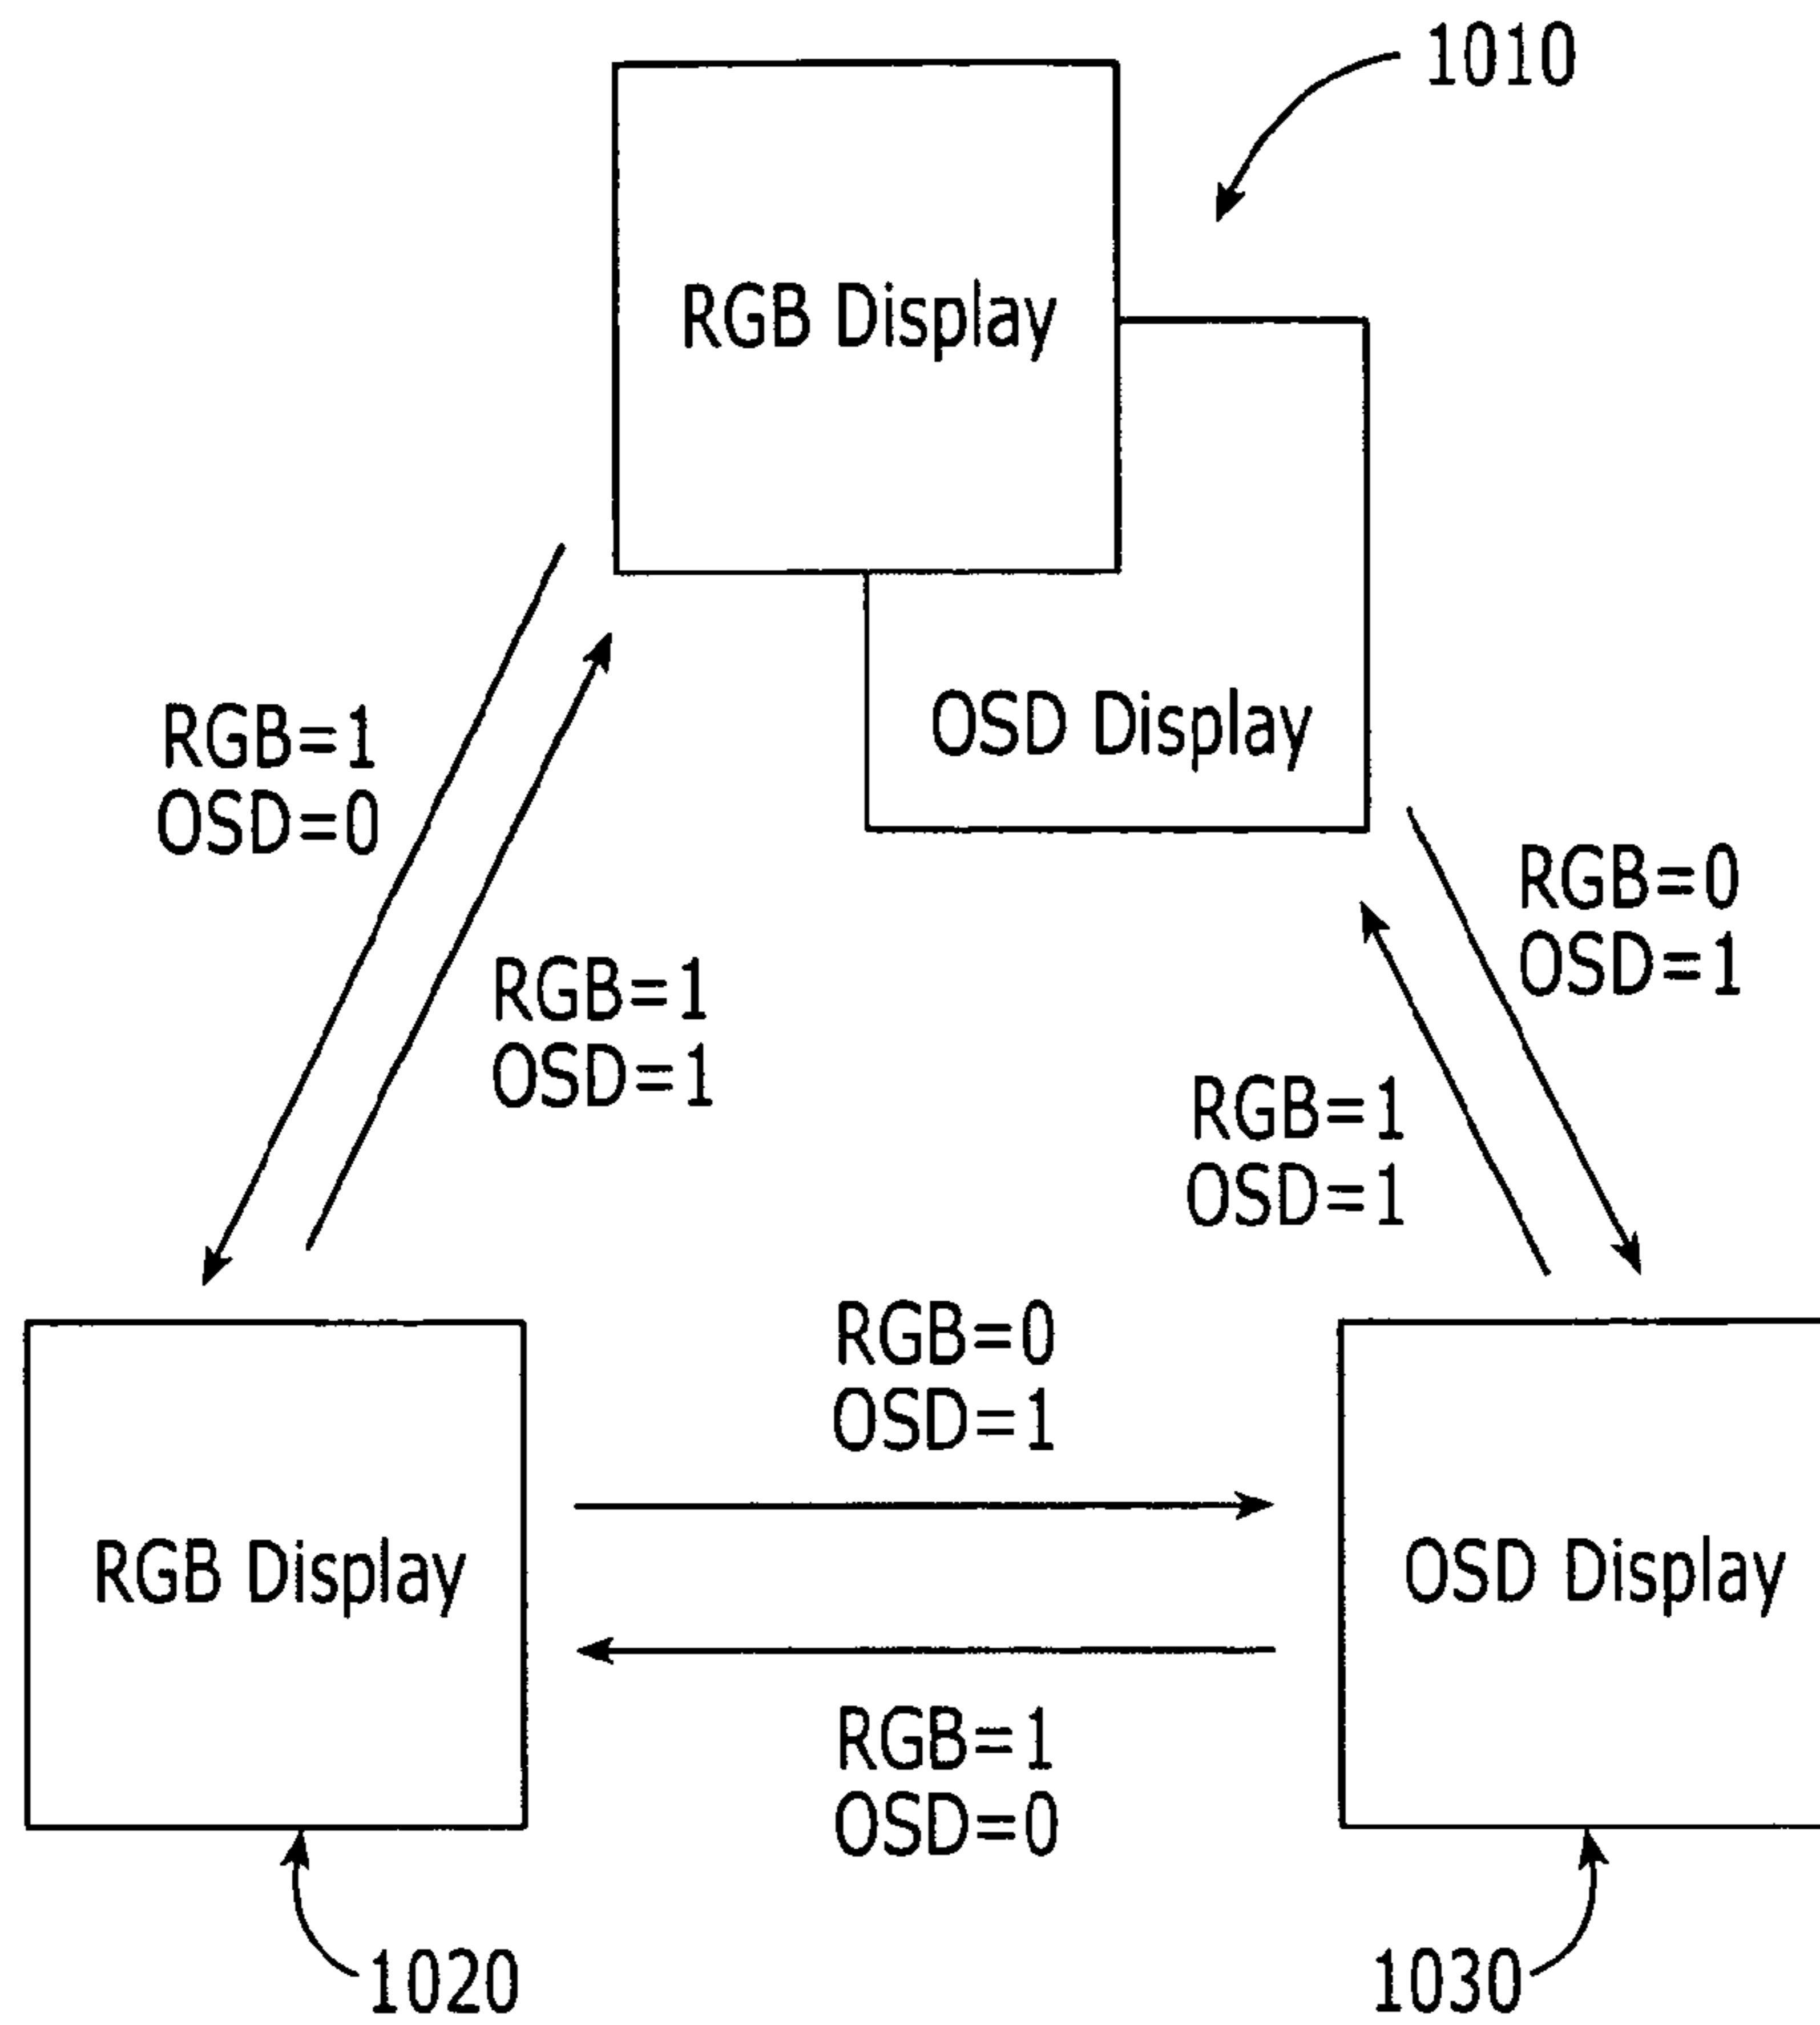 1010
RGB Display
OSD Display
RGB=1
OSD=0
RGB=1
OSD=1
RGB=0
OSD=1
RGB=1
OSD=1
RGB=0
OSD=1
RGB Display
OSD Display
RGB=1
OSD=0
1020
1030